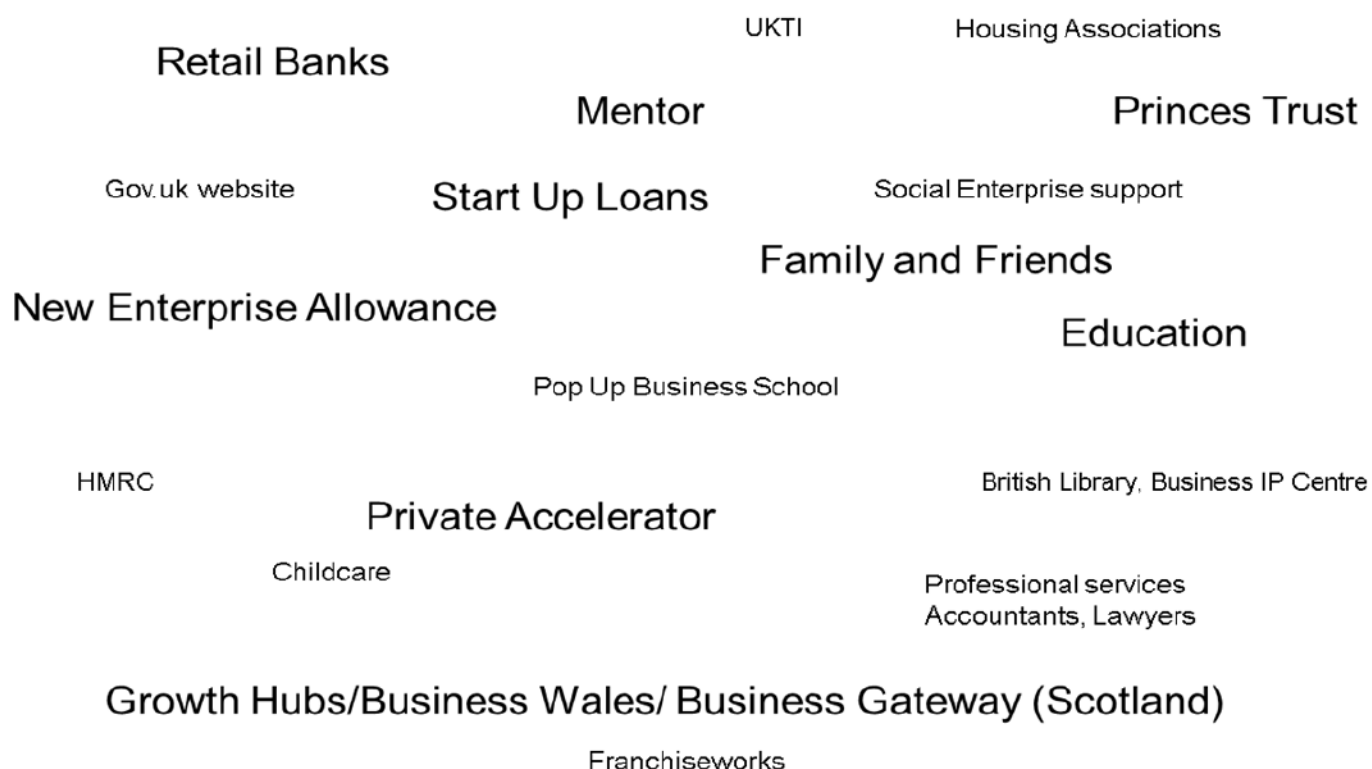 UKTI
Housing Associations
Retail Banks
Mentor
Princes Trust
Gov.uk website
Start Up Loans
Social Enterprise support
Family and Friends
New Enterprise Allowance
Education
Pop Up Business School
HMRC
British Library, Business IP Centre
Private Accelerator
Childcare
Professional services
Accountants, Lawyers
Growth Hubs/Business Wales/ Business Gateway (Scotland)
Franchiseworks